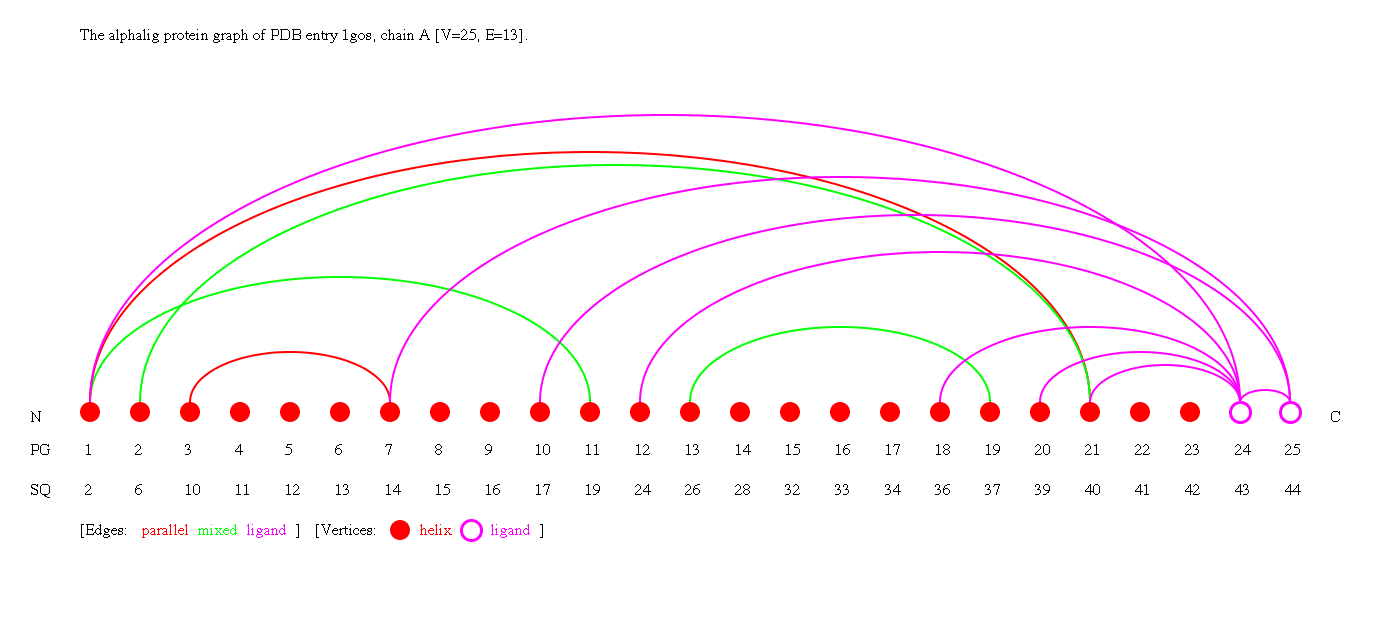 The alphalig protein graph of PDB entry 1gos, chain A [V=25, E=13].
N C
PG 1 2 3 4 5 6 7 8 9 10 11 12 13 14 15 16 17 18 19 20 21 22 23 24 25
SQ 2 6 10 11 12 13 14 15 16 17 19 24 26 28 32 33 34 36 37 39 40 41 42 43 44
[Edges: parallel mixed ligand ] [Vertices: helix ligand ]